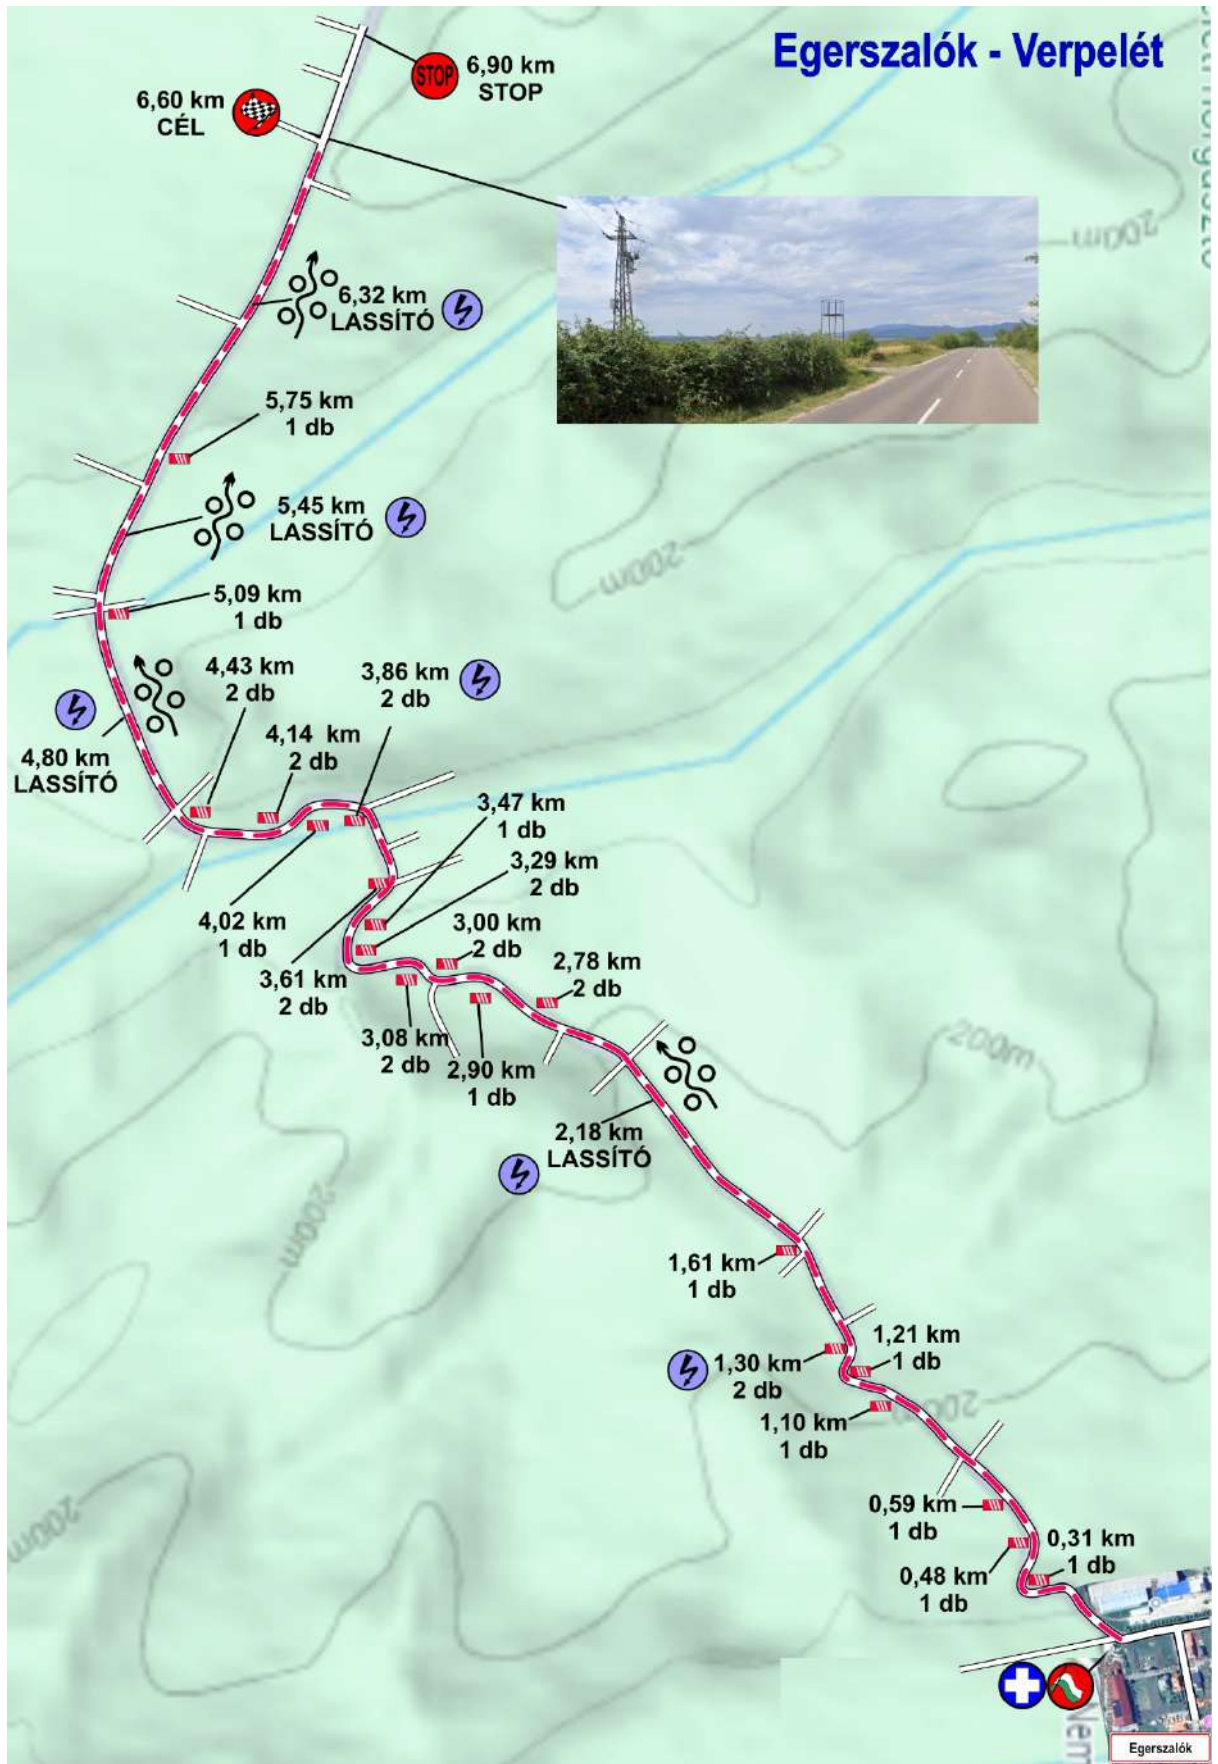 Egerszalók - Verpelét
6,90 km
STOP
STOP
6,60 km
CÉL
200m
6,32 km
LASSÍTÓ
5,75 km
1 db
5,45 km
LASSÍTÓ
200m
5,09 km
1 db
4,43 km
2 db
3,86 km
2 db
4,14 km
2 db
4,80 km
LASSÍTÓ
3,47 km
1 db
3,29 km
2 db
4,02 km
1 db
3,00 km
2 db
3,61 km
2 db
2,78 km
2 db
3,08 km
2 db
2,90 km
1 db
200m
2,18 km
LASSÍTÓ
200m
1,61 km
1 db
1,21 km
1 db
1,30 km
2 db
200m
1,10 km
1 db
0,59 km
1 db
200m
0,31 km
1 db
0,48 km
1 db
Nem
Egerszalók